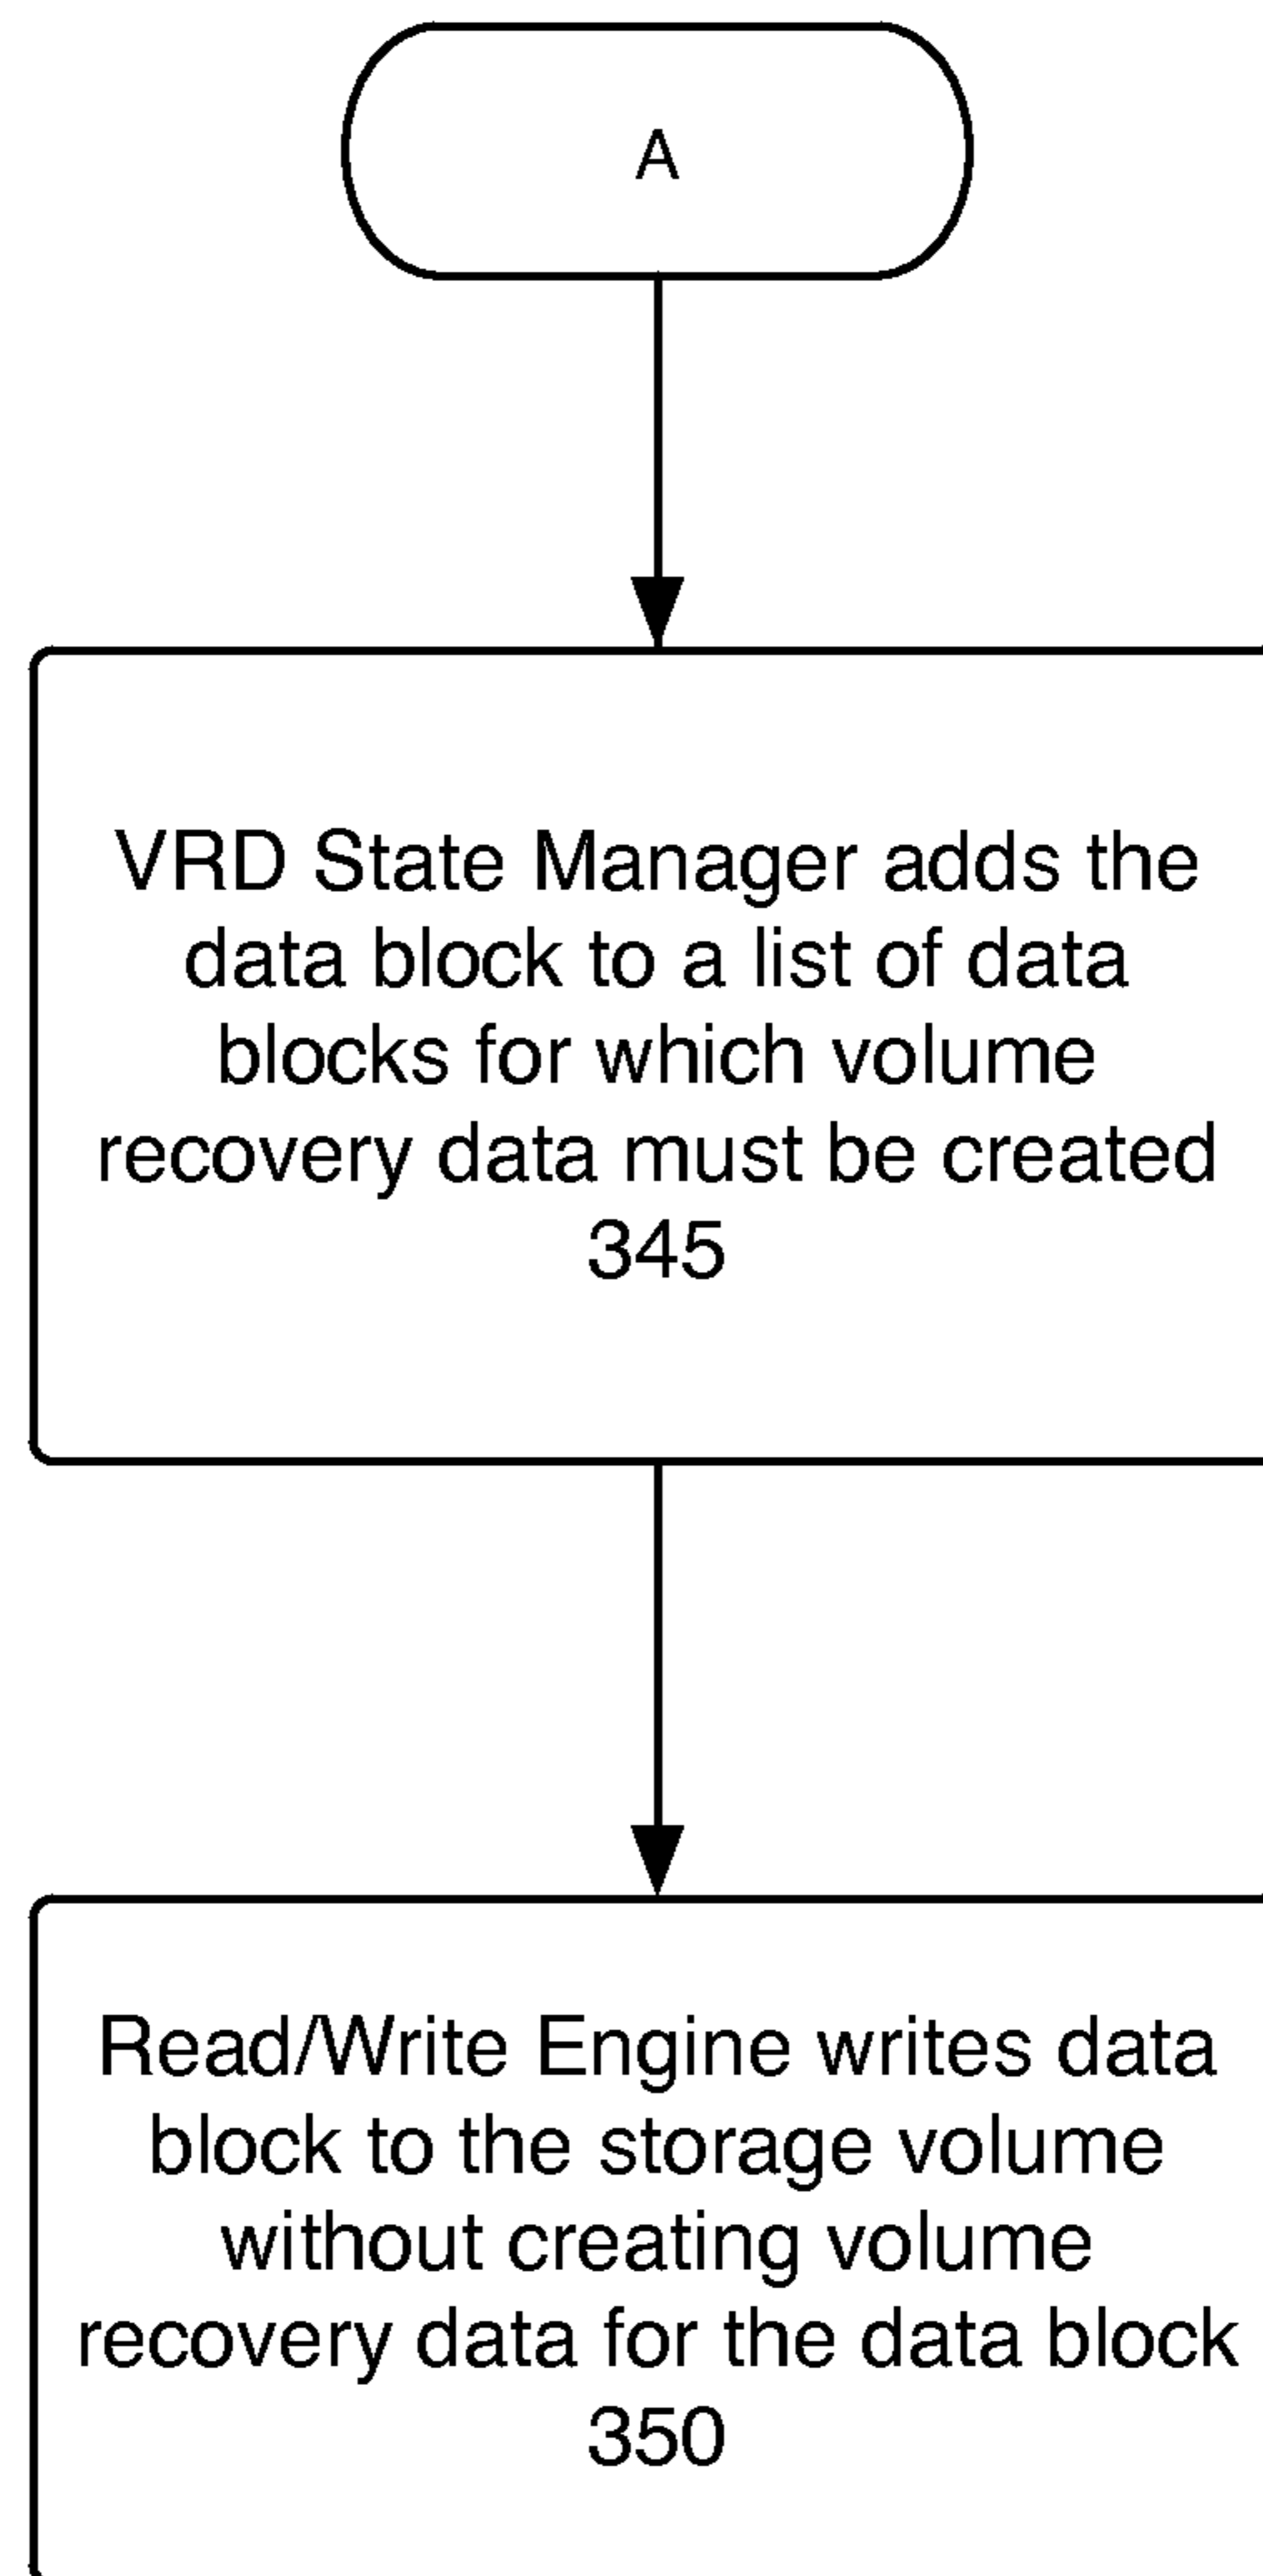 A
VRD State Manager adds the
data block to a list of data
blocks for which volume
recovery data must be created
345
Read/Write Engine writes data
block to the storage volume
without creating volume
recovery data for the data block
350